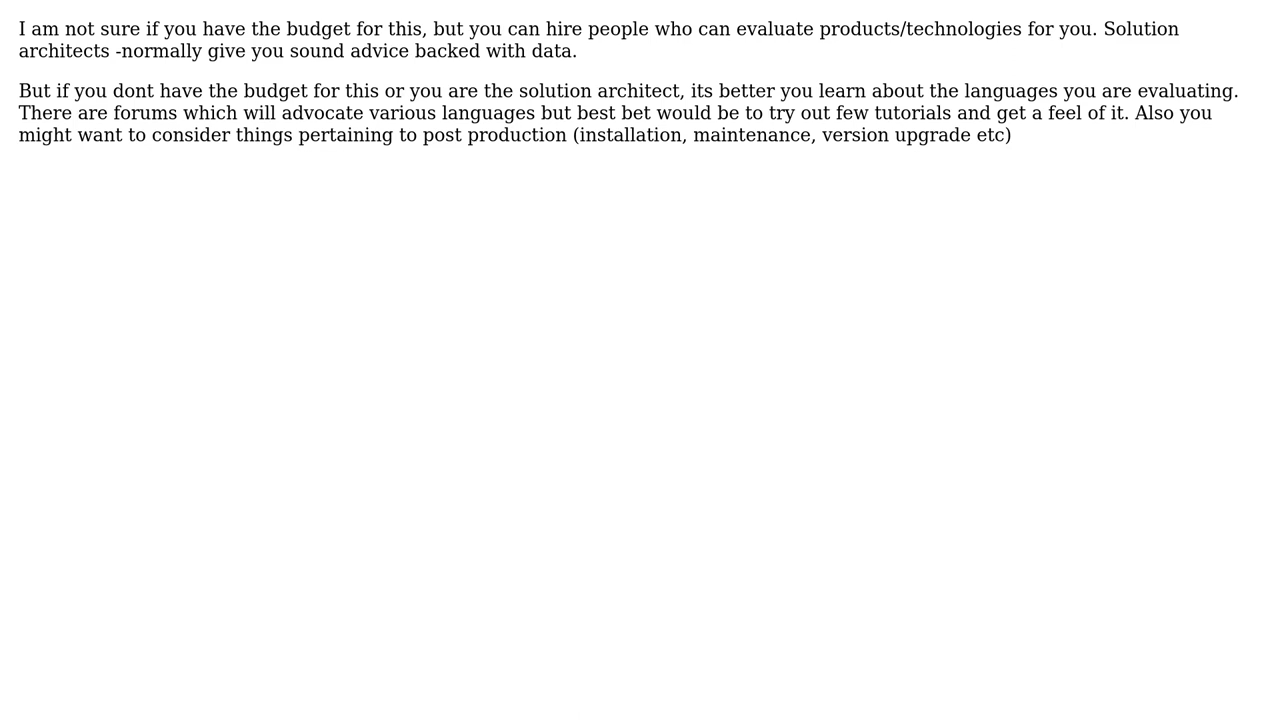 I am not sure if you have the budget for this, but you can hire people who can evaluate products/technologies for you. Solution
architects -normally give you sound advice backed with data.
But if you dont have the budget for this or you are the solution architect, its better you learn about the languages you are evaluating.
There are forums which will advocate various languages but best bet would be to try out few tutorials and get a feel of it. Also you
might want to consider things pertaining to post production (installation, maintenance, version upgrade etc)